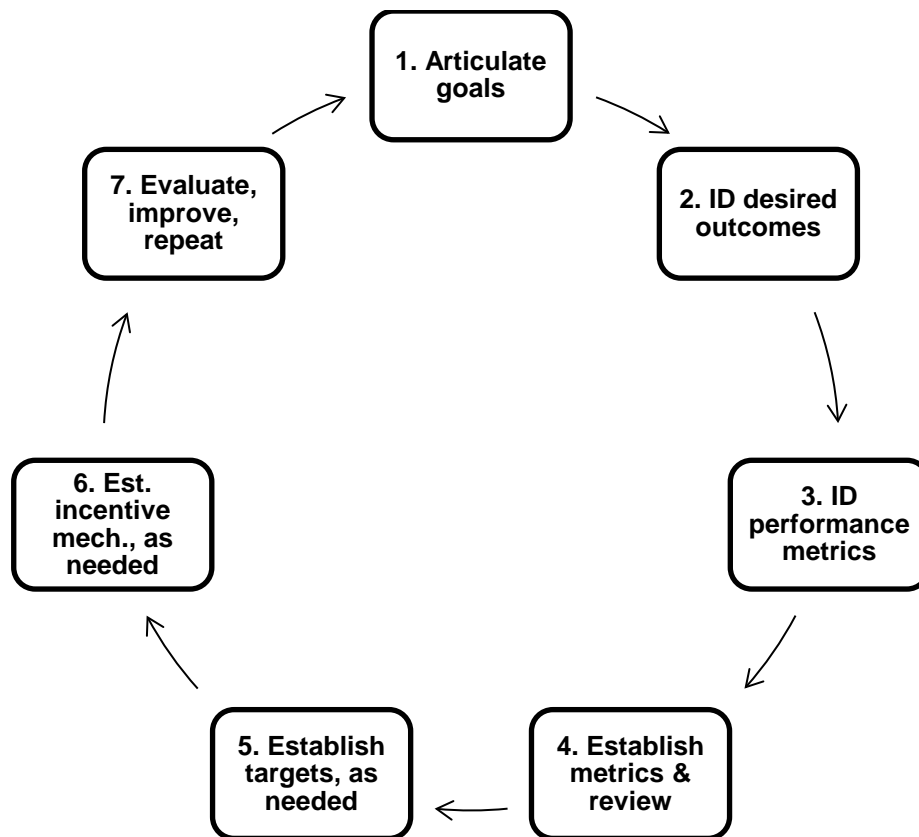 1. Articulate
goals
2. ID desired
outcomes
3. ID
performance
metrics
4. Establish
metrics &
review
5. Establish
targets, as
needed
6. Est.
incentive
mech., as
needed
7. Evaluate,
improve,
repeat